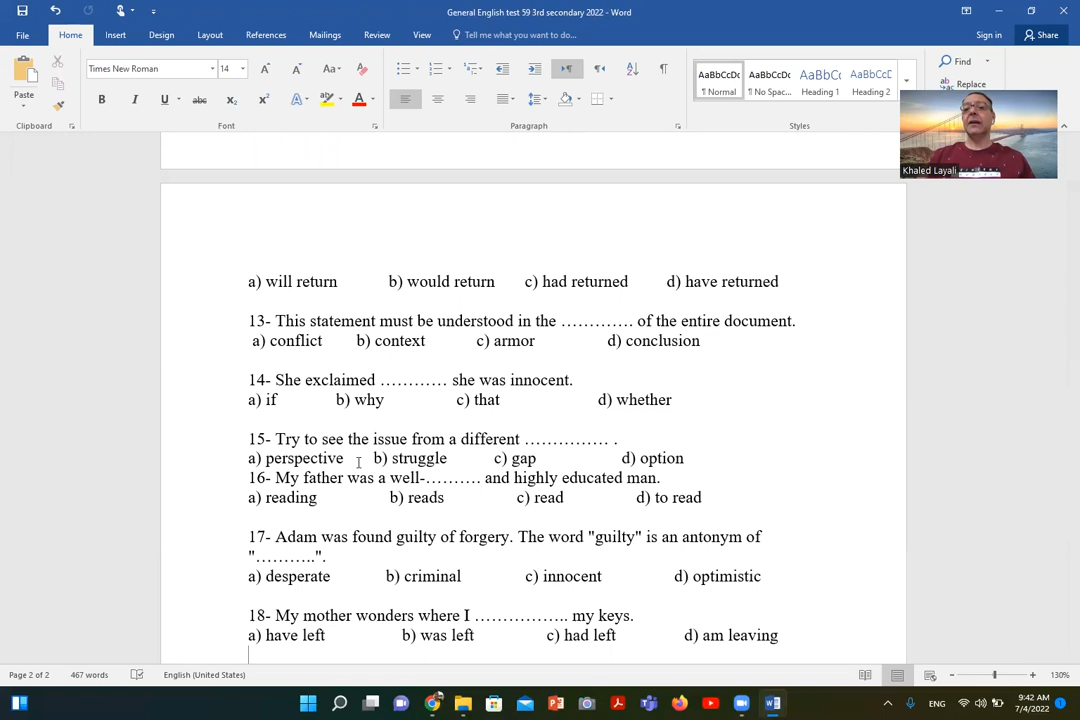 General English test 59 3rd secondary 2022 - Word
File Home Insert Design Layout References Mailings Review View Tell me what you want to do... Sign in Share
Times New Roman 14 Find
AaBbCcDc AaBbCcDc AaBbCc AaBbCcD
Paste Replace
¶ Normal ¶ No Spac... Heading 1 Heading 2
Clipboard Font Paragraph Styles
Khaled Layali
a) will return b) would return c) had returned d) have returned
13- This statement must be understood in the …………. of the entire document.
a) conflict b) context c) armor d) conclusion
14- She exclaimed ………… she was innocent.
a) if b) why c) that d) whether
15- Try to see the issue from a different …………… .
a) perspective b) struggle c) gap d) option
16- My father was a well-………. and highly educated man.
a) reading b) reads c) read d) to read
17- Adam was found guilty of forgery. The word "guilty" is an antonym of
"………..".
a) desperate b) criminal c) innocent d) optimistic
18- My mother wonders where I …………….. my keys.
a) have left b) was left c) had left d) am leaving
Page 2 of 2 467 words English (United States) 130%
ENG 9:42 AM
7/4/2022